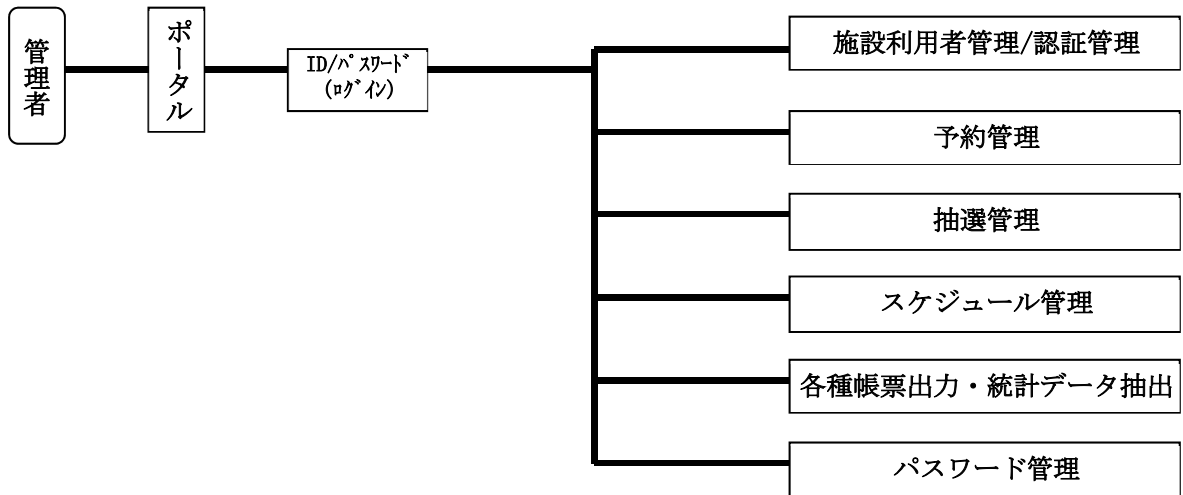 管理者
ポータル
ID/ﾊﾟｽﾜｰﾄﾞ
(ﾛｸﾞｲﾝ)
施設利用者管理/認証管理
予約管理
抽選管理
スケジュール管理
各種帳票出力・統計データ抽出
パスワード管理